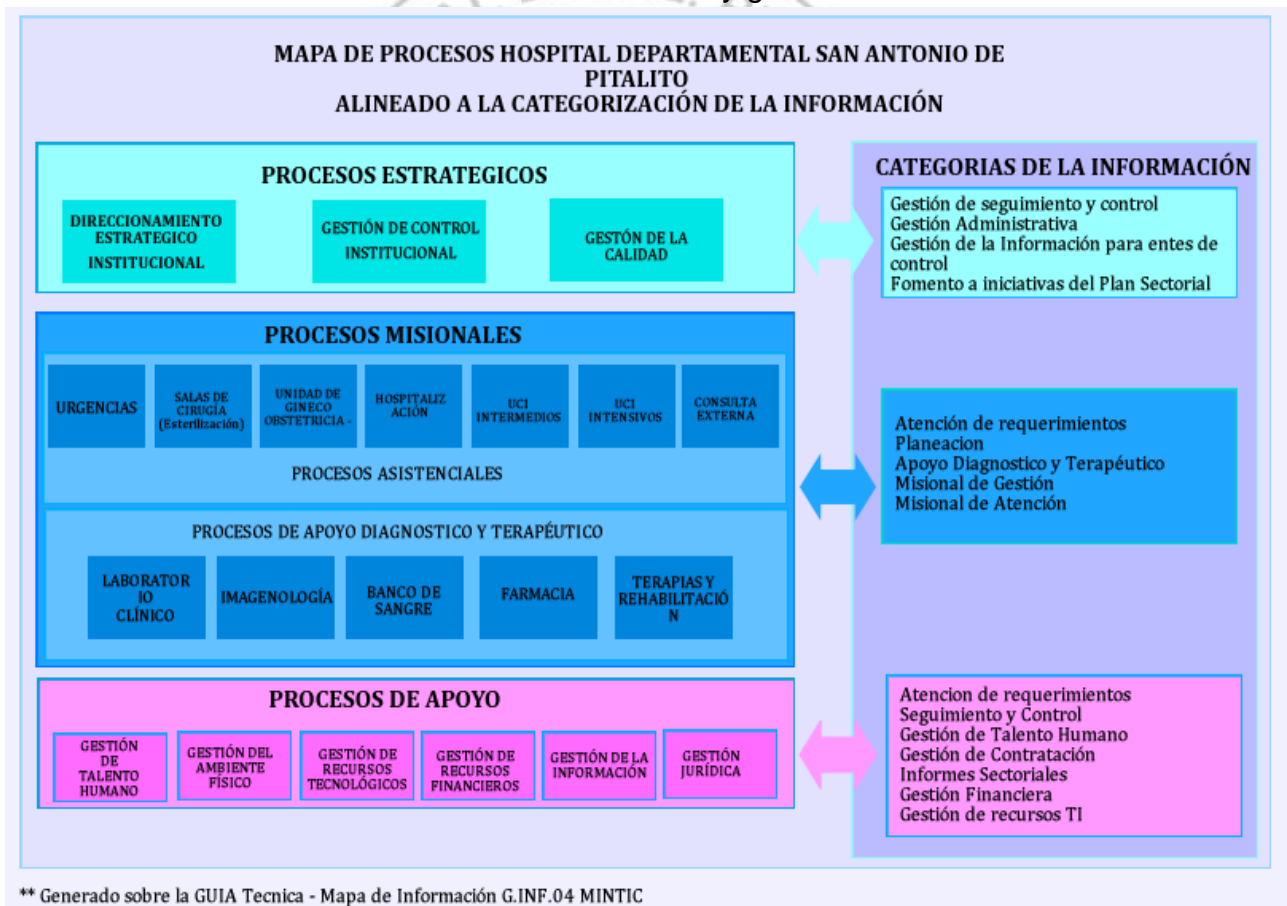 MAPA DE PROCESOS HOSPITAL DEPARTAMENTAL SAN ANTONIO DE
PITALITO
ALINEADO A LA CATEGORIZACIÓN DE LA INFORMACIÓN
PROCESOS ESTRATEGICOS
DIRECCIONAMIENTO
ESTRATEGICO
INSTITUCIONAL
GESTIÓN DE CONTROL
INSTITUCIONAL
GESTÓN DE LA
CALIDAD
CATEGORIAS DE LA INFORMACIÓN
Gestión de seguimiento y control
Gestión Administrativa
Gestión de la Información para entes de
control
Fomento a iniciativas del Plan Sectorial
PROCESOS MISIONALES
URGENCIAS
SALAS DE
CIRUGÍA
(Esterilización)
UNIDAD DE
GINECO
OBSTETRICIA -
HOSPITALIZ
ACIÓN
UCI
INTERMEDIOS
UCI
INTENSIVOS
CONSULTA
EXTERNA
PROCESOS ASISTENCIALES
PROCESOS DE APOYO DIAGNOSTICO Y TERAPÉUTICO
LABORATOR
IO
CLÍNICO
IMAGENOLOGÍA
BANCO DE
SANGRE
FARMACIA
TERAPIAS Y
REHABILITACIÓ
N
Atención de requerimientos
Planeacion
Apoyo Diagnostico y Terapéutico
Misional de Gestión
Misional de Atención
PROCESOS DE APOYO
GESTIÓN
DE
TALENTO
HUMANO
GESTIÓN DEL
AMBIENTE
FÍSICO
GESTIÓN DE
RECURSOS
TECNOLÓGICOS
GESTIÓN DE
RECURSOS
FINANCIEROS
GESTIÓN DE LA
INFORMACIÓN
GESTIÓN
JURÍDICA
Atencion de requerimientos
Seguimiento y Control
Gestión de Talento Humano
Gestión de Contratación
Informes Sectoriales
Gestión Financiera
Gestión de recursos TI
** Generado sobre la GUIA Tecnica - Mapa de Información G.INF.04 MINTIC